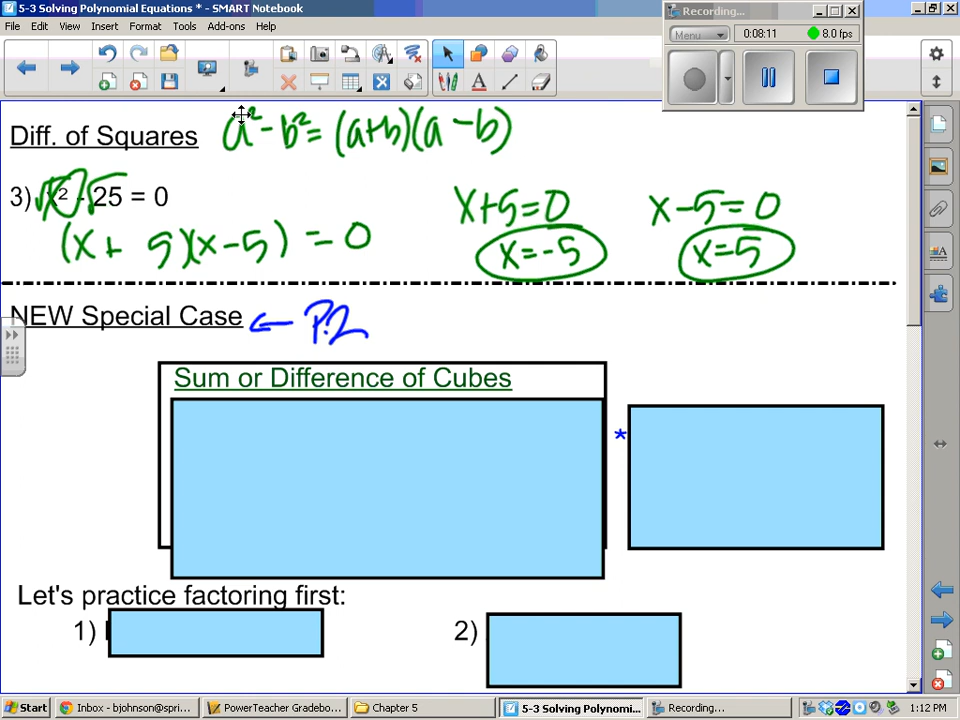 5-3 Solving Polynomial Equations * - SMART Notebook
File Edit View Insert Format Tools Add-ons Help
Recording...
Menu 0:08:11 8.0 fps
Diff. of Squares a² - b² = (a+b)(a - b)
3) √x² - √25 = 0
(x + 5)(x - 5) = 0
x+5=0 x-5=0
x=-5 x=5
NEW Special Case ← P.2
Sum or Difference of Cubes
*
Let's practice factoring first:
1) 2)
Start Inbox - bjohnson@spri... PowerTeacher Gradebo... Chapter 5 5-3 Solving Polynomi... Recording... 1:12 PM